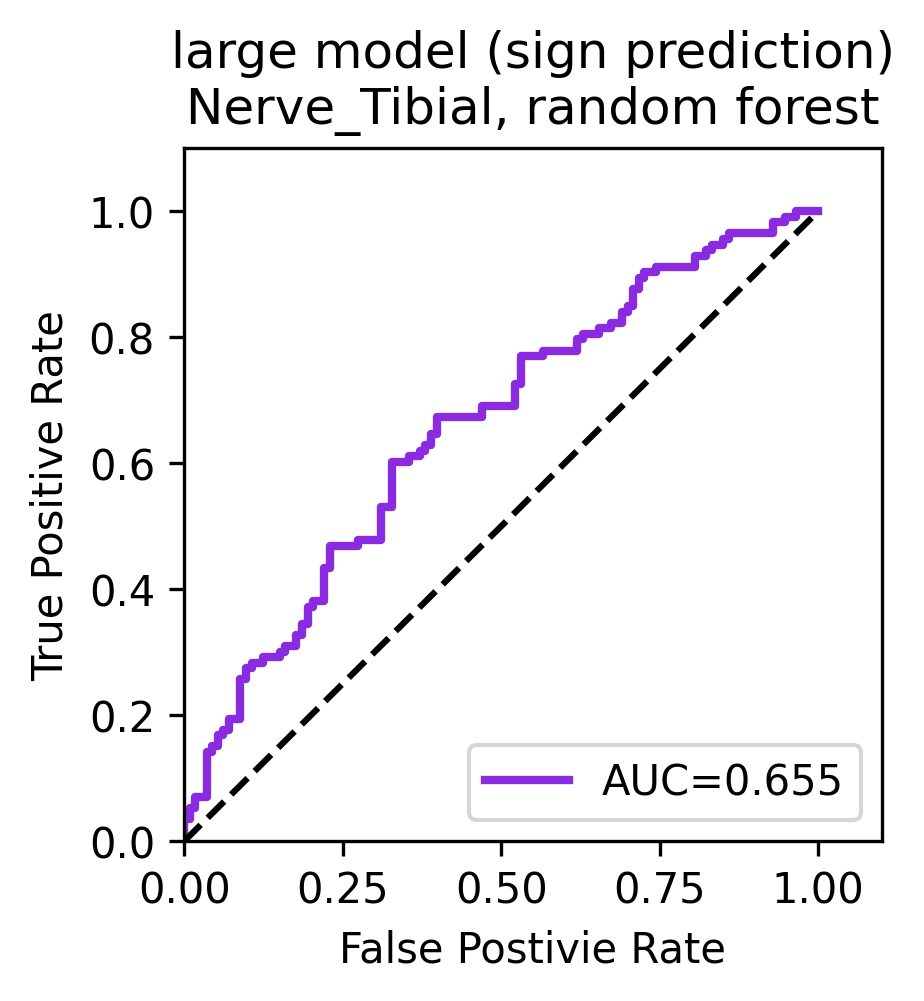 large model (sign prediction)
Nerve_Tibial, random forest
1.0
0.8
0.6
0.4
0.2
0.0
True Positive Rate
AUC=0.655
0.00 0.25 0.50 0.75 1.00
False Postivie Rate